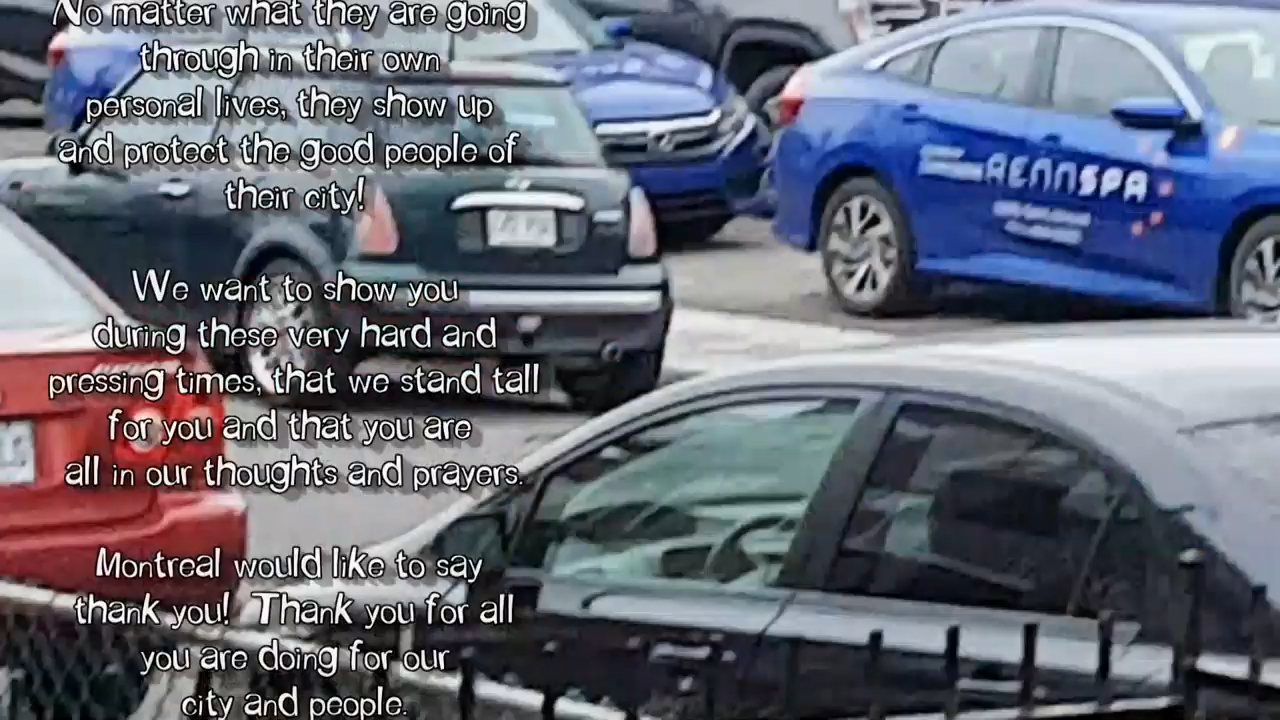 No matter what they are going
through in their own
personal lives, they show up
and protect the good people of
their city!
We want to show you
during these very hard and
pressing times, that we stand tall
for you and that you are
all in our thoughts and prayers.
Montreal would like to say
thank you! Thank you for all
you are doing for our
city and people.
AENNSPA